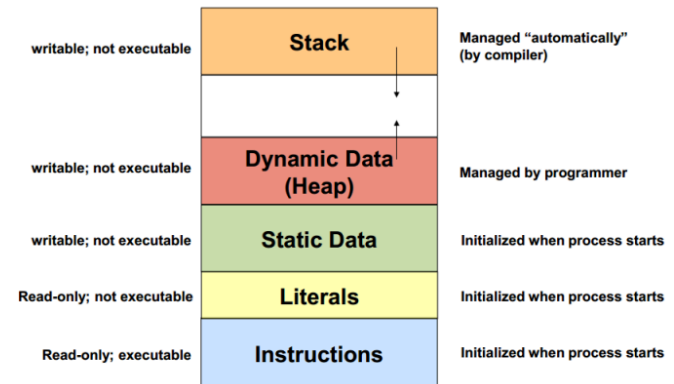 writable; not executable
Stack
Managed “automatically”
(by compiler)
writable; not executable
Dynamic Data
(Heap)
Managed by programmer
writable; not executable
Static Data
Initialized when process starts
Read-only; not executable
Literals
Initialized when process starts
Read-only; executable
Instructions
Initialized when process starts